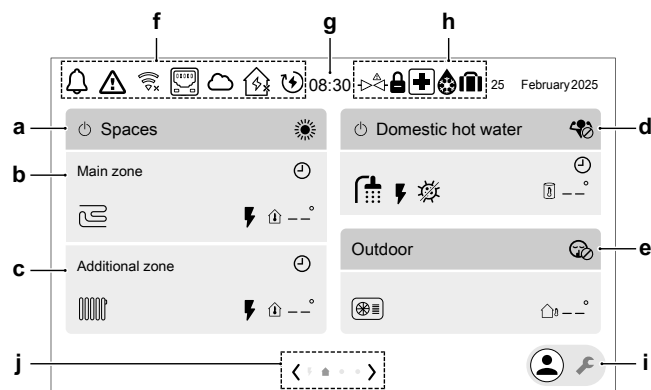 f
g
h
08:30
25 February 2025
a
Spaces
Domestic hot water
d
b
Main zone
--°
--°
c
Additional zone
Outdoor
e
--°
--°
j
i